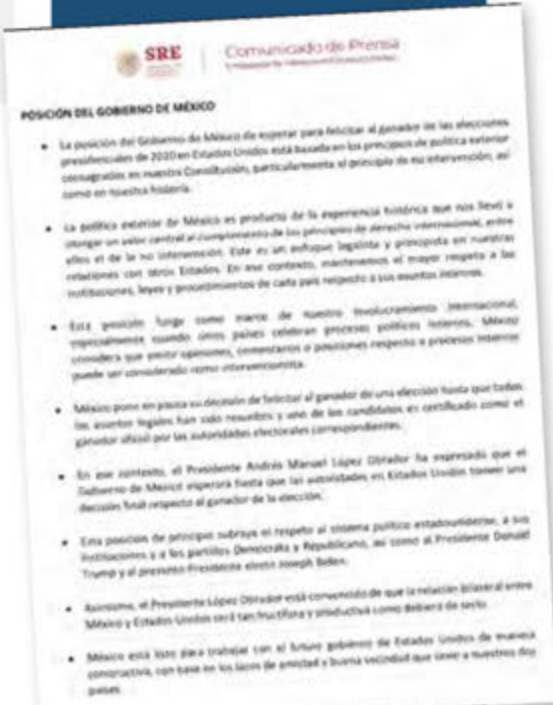 SRE
Comunicado de Prensa
POSICIÓN DEL GOBIERNO DE MÉXICO
• La posición del Gobierno de México de esperar para felicitar al ganador de las elecciones
presidenciales de 2020 en Estados Unidos está basada en los principios de política exterior
consagrados en nuestra Constitución, particularmente el principio de no intervención, así
como en nuestra historia.
• La política exterior de México es producto de la experiencia histórica que nos llevó a
otorgar un valor central al cumplimiento de los principios de derecho internacional, entre
ellos el de la no intervención. Este es un enfoque legalista y principista en nuestras
relaciones con otros Estados. En ese contexto, mantenemos el mayor respeto a las
instituciones, leyes y procedimientos de cada país respecto a sus asuntos internos.
• Esta posición funge como marco de nuestro involucramiento internacional,
especialmente cuando otros países celebran procesos políticos internos. México
considera que emitir opiniones, comentarios o posiciones respecto a procesos internos
puede ser considerado como intervencionista.
• México pone en pausa su decisión de felicitar al ganador de una elección hasta que todos
los asuntos legales han sido resueltos y uno de los candidatos es certificado como el
ganador oficial por las autoridades electorales correspondientes.
• En ese contexto, el Presidente Andrés Manuel López Obrador ha expresado que el
Gobierno de México esperará hasta que las autoridades en Estados Unidos tomen una
decisión final respecto al ganador de la elección.
• Esta posición de principio subraya el respeto al sistema político estadounidense, a sus
instituciones y a los partidos Demócrata y Republicano, así como al Presidente Donald
Trump y al presunto Presidente electo Joseph Biden.
• Asimismo, el Presidente López Obrador está convencido de que la relación bilateral entre
México y Estados Unidos será tan fructífera y productiva como debiera de serlo.
• México está listo para trabajar con el futuro gobierno de Estados Unidos de manera
constructiva, con base en los lazos de amistad y buena vecindad que unen a nuestros dos
países.